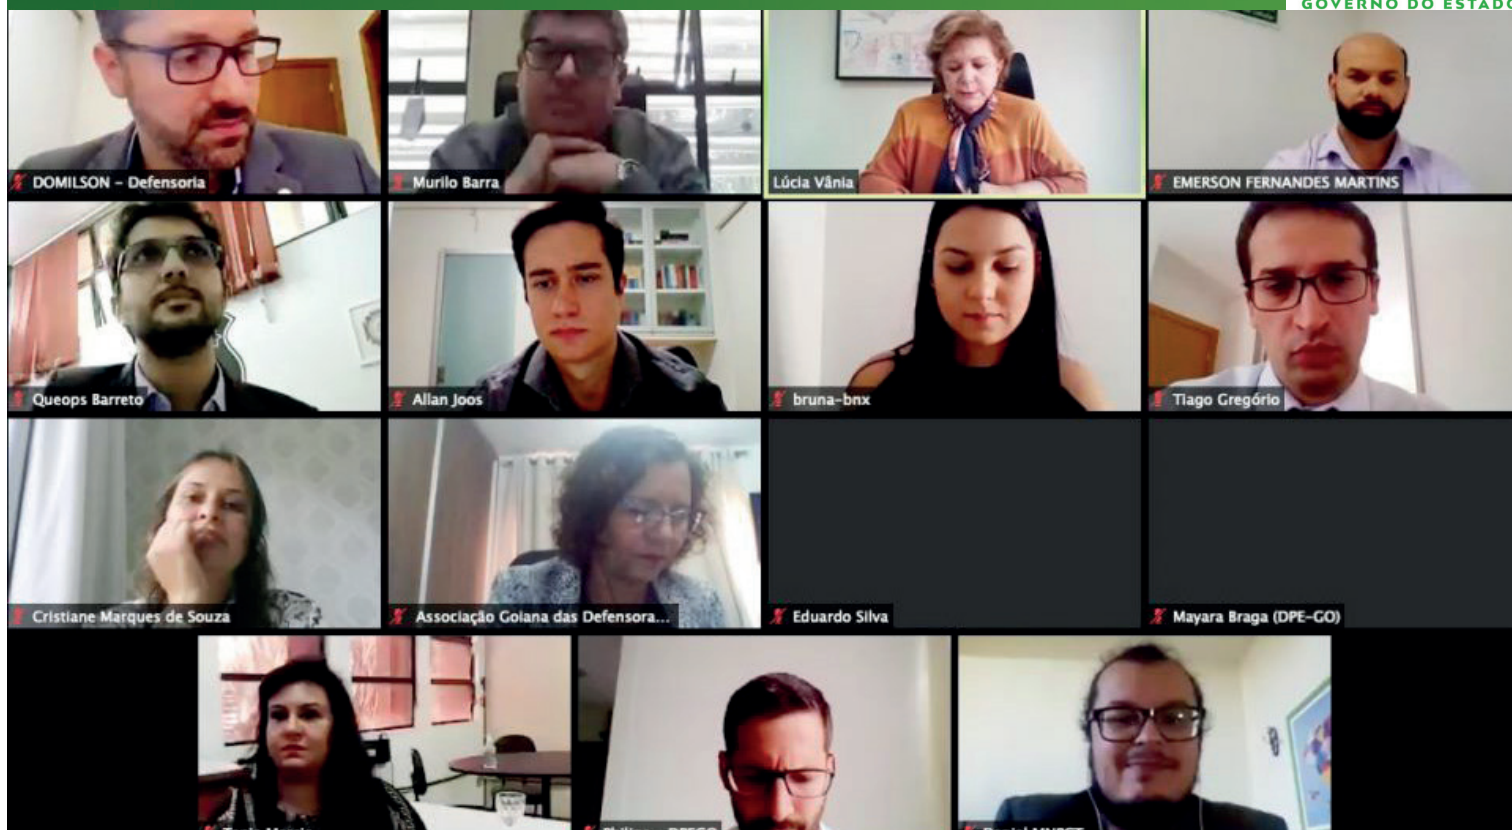 GOVERNO DO ESTADO
DOMILSON – Defensoria
Murilo Barra
Lúcia Vânia
EMERSON FERNANDES MARTINS
Queops Barreto
Allan Joos
bruna-bnx
Tiago Gregório
Cristiane Marques de Souza
Associação Goiana das Defensora...
Eduardo Silva
Mayara Braga (DPE-GO)